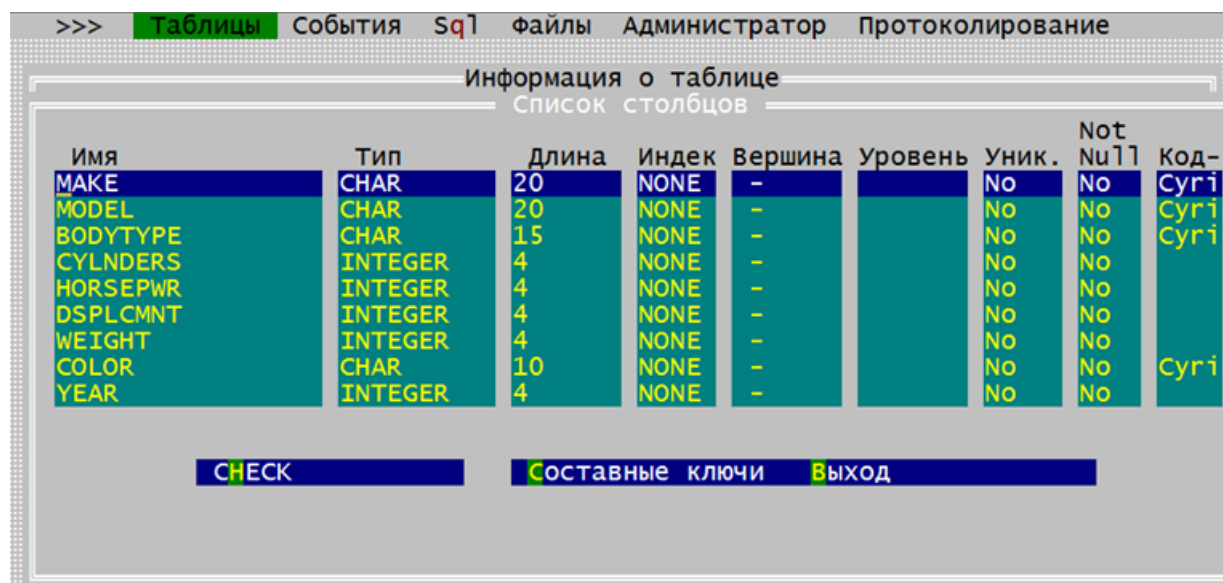 >>> Таблицы События Sql Файлы Администратор Протоколирование
Информация о таблице
Список столбцов
Not
Имя Тип Длина Индек Вершина Уровень Уник. Null Код-
MAKE CHAR 20 NONE – No No Cyri
MODEL CHAR 20 NONE – No No Cyri
BODYTYPE CHAR 15 NONE – No No Cyri
CYLNDERS INTEGER 4 NONE – No No
HORSEPWR INTEGER 4 NONE – No No
DSPLCMNT INTEGER 4 NONE – No No
WEIGHT INTEGER 4 NONE – No No
COLOR CHAR 10 NONE – No No Cyri
YEAR INTEGER 4 NONE – No No
CHECK Составные ключи Выход